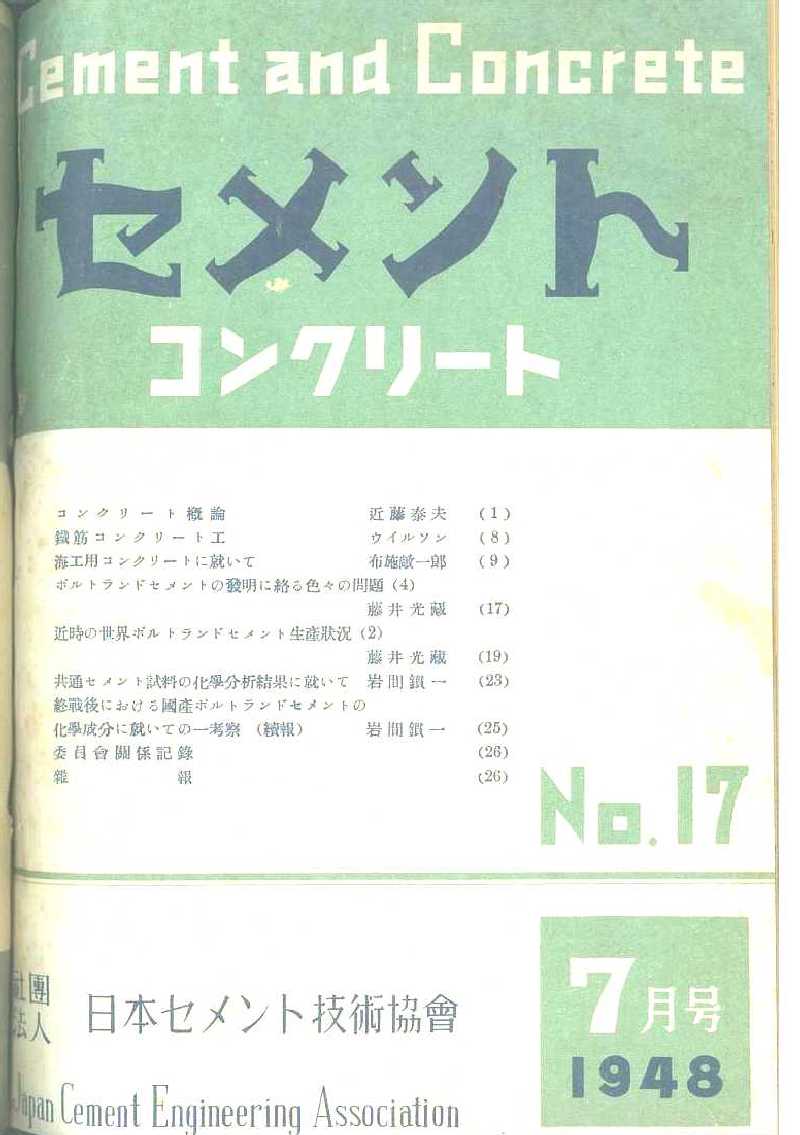 Cement and Concrete
セメント
コンクリート
コンクリート概論 近藤泰夫 (1)
鐵筋コンクリート工 ウイルソン (8)
海工用コンクリートに就いて 布施敞一郎 (9)
ポルトランドセメントの發明に絡る色々の問題 (4)
藤井光藏 (17)
近時の世界ポルトランドセメント生產狀況 (2)
藤井光藏 (19)
共通セメント試料の化學分析結果に就いて 岩間鎖一 (23)
終戰後における國產ポルトランドセメントの
化學成分に就いての一考察 (續報) 岩間鎖一 (25)
委員會關係記錄 (26)
雜報 (26)
No.17
社團
法人
日本セメント技術協會
Japan Cement Engineering Association
7月号
1948